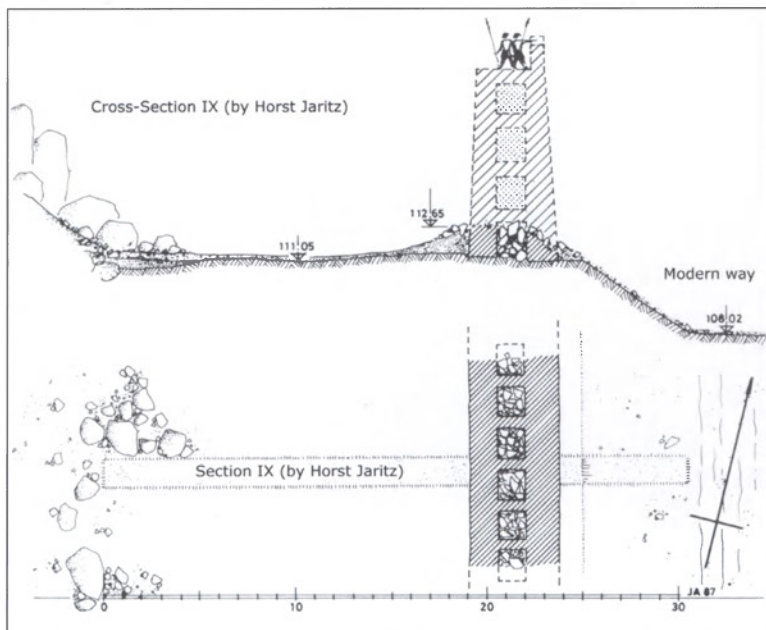 Cross-Section IX (by Horst Jaritz)
112.65
111.05
Modern way
108.02
Section IX (by Horst Jaritz)
JA 87
0 10 20 30